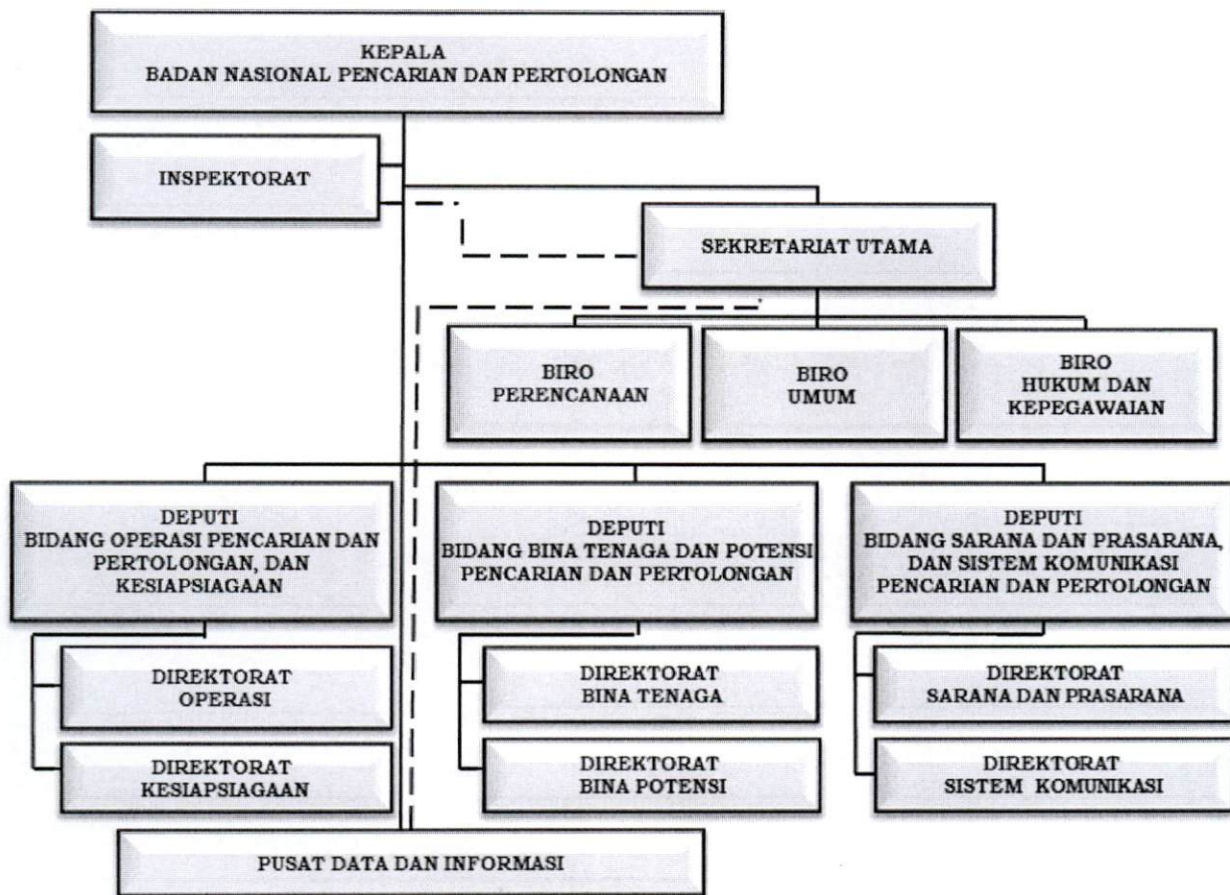 KEPALA
BADAN NASIONAL PENCARIAN DAN PERTOLONGAN
INSPEKTORAT
SEKRETARIAT UTAMA
BIRO
PERENCANAAN
BIRO
UMUM
BIRO
HUKUM DAN
KEPEGAWAIAN
DEPUTI
BIDANG OPERASI PENCARIAN DAN
PERTOLONGAN, DAN
KESIAPSIAGAAN
DEPUTI
BIDANG BINA TENAGA DAN POTENSI
PENCARIAN DAN PERTOLONGAN
DEPUTI
BIDANG SARANA DAN PRASARANA,
DAN SISTEM KOMUNIKASI
PENCARIAN DAN PERTOLONGAN
DIREKTORAT
OPERASI
DIREKTORAT
KESIAPSIAGAAN
DIREKTORAT
BINA TENAGA
DIREKTORAT
BINA POTENSI
DIREKTORAT
SARANA DAN PRASARANA
DIREKTORAT
SISTEM KOMUNIKASI
PUSAT DATA DAN INFORMASI